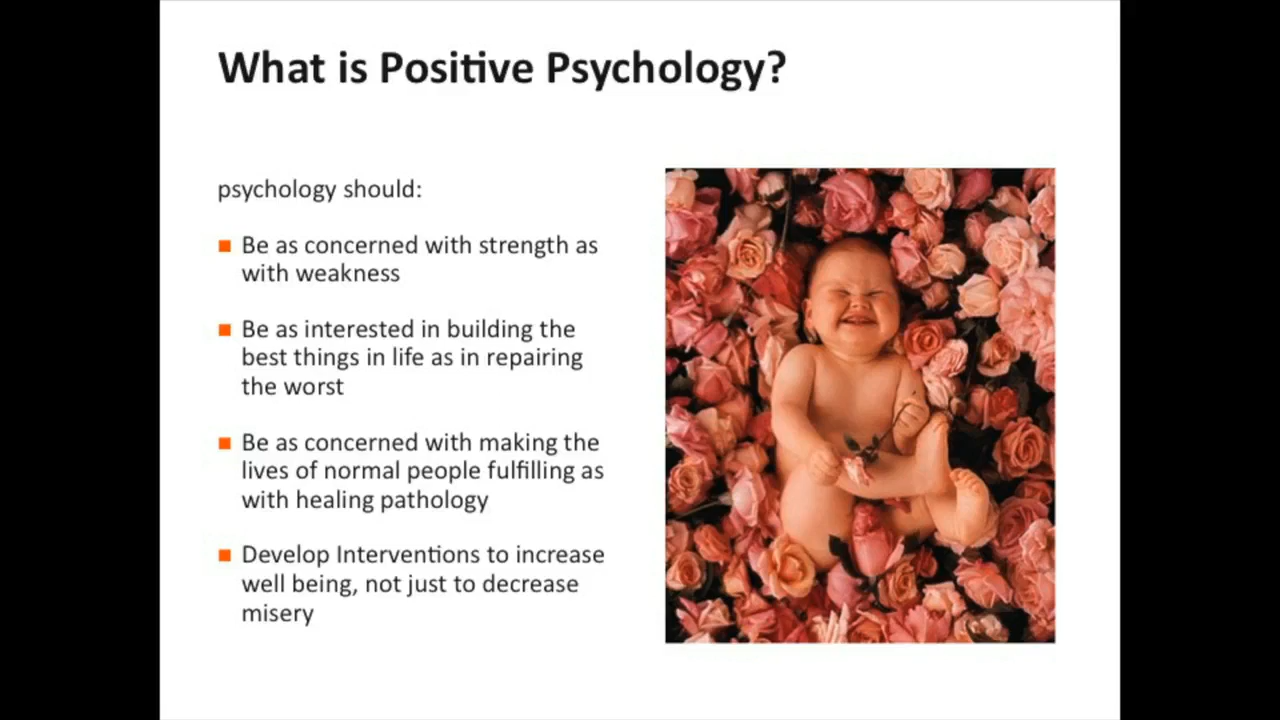 What is Positive Psychology?
psychology should:
Be as concerned with strength as
with weakness
Be as interested in building the
best things in life as in repairing
the worst
Be as concerned with making the
lives of normal people fulfilling as
with healing pathology
Develop Interventions to increase
well being, not just to decrease
misery